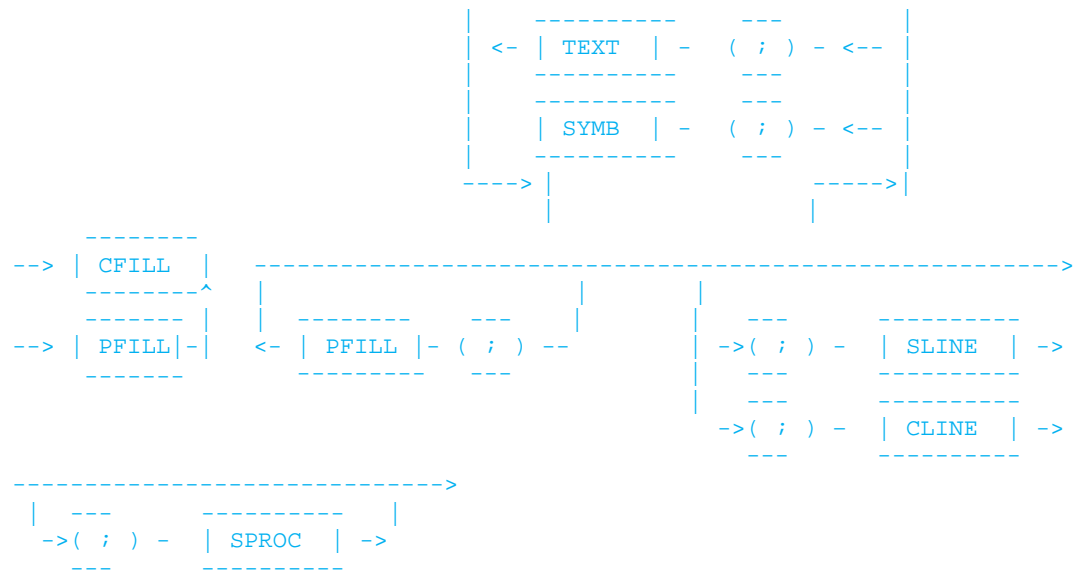 TEXT ( ; )
SYMB ( ; )
CFILL
PFILL PFILL ( ; ) ( ; ) SLINE
( ; ) CLINE
( ; ) SPROC